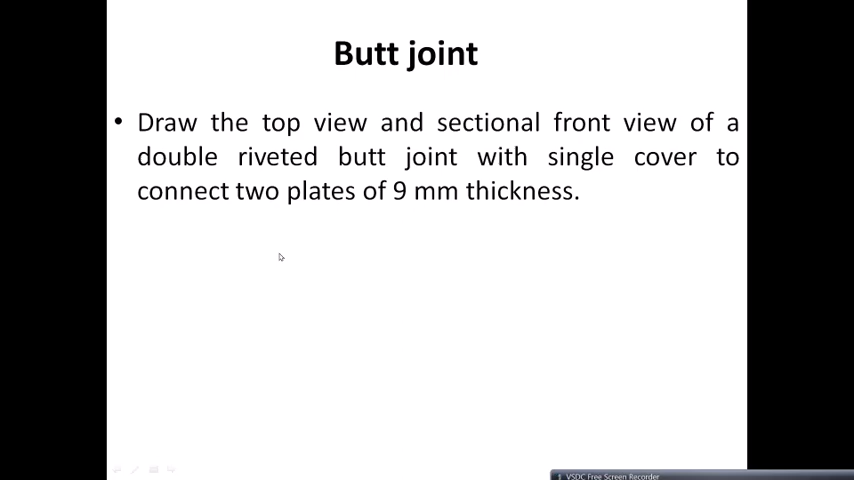 Butt joint
• Draw the top view and sectional front view of a
double riveted butt joint with single cover to
connect two plates of 9 mm thickness.
1 VSDC Free Screen Recorder